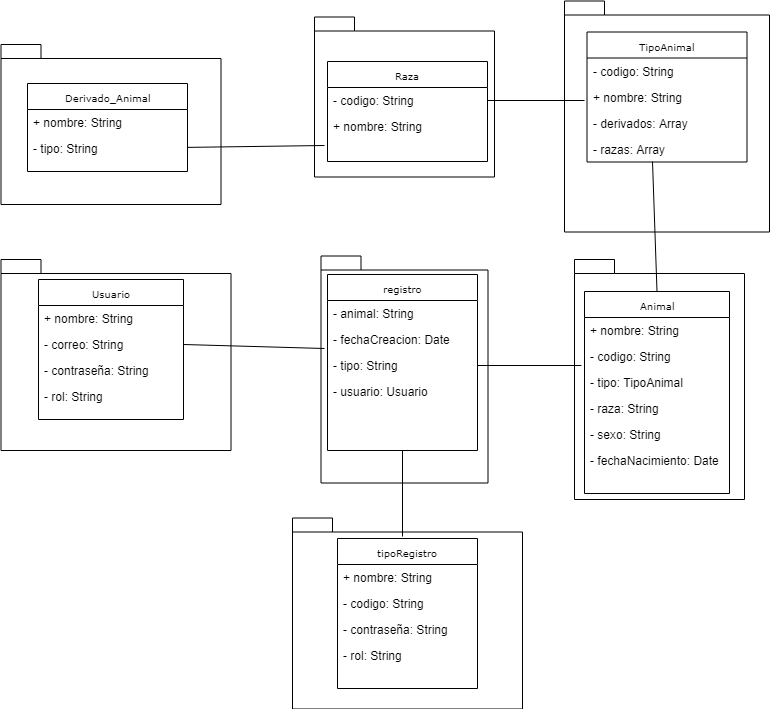 Derivado_Animal
+ nombre: String
- tipo: String
Raza
- codigo: String
+ nombre: String
TipoAnimal
- codigo: String
+ nombre: String
- derivados: Array
- razas: Array
Usuario
+ nombre: String
- correo: String
- contraseña: String
- rol: String
registro
- animal: String
- fechaCreacion: Date
- tipo: String
- usuario: Usuario
Animal
+ nombre: String
- codigo: String
- tipo: TipoAnimal
- raza: String
- sexo: String
- fechaNacimiento: Date
tipoRegistro
+ nombre: String
- codigo: String
- contraseña: String
- rol: String